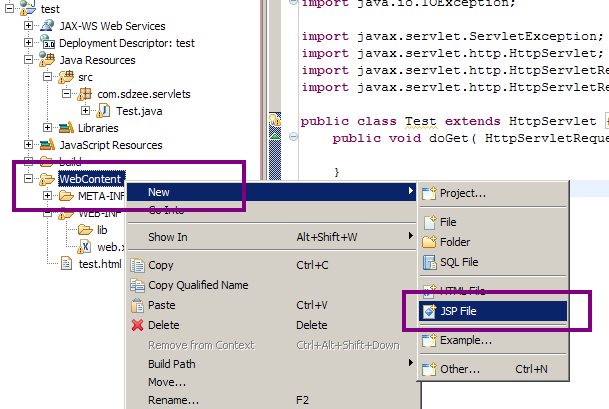 test
JAX-WS Web Services
Deployment Descriptor: test
Java Resources
src
com.sdzee.servlets
Test.java
Libraries
JavaScript Resources
build
WebContent
META-INF
WEB-INF
lib
web.x
test.html
import java.io.IOException;
import javax.servlet.ServletException;
import javax.servlet.http.HttpServlet;
import javax.servlet.http.HttpServletRe
import javax.servlet.http.HttpServletRe
public class Test extends HttpServlet {
public void doGet( HttpServletReque
}
New
Go Into
Show In Alt+Shift+W
Copy Ctrl+C
Copy Qualified Name
Paste Ctrl+V
Delete Delete
Remove from Context Ctrl+Alt+Shift+Down
Build Path
Move...
Rename... F2
Project...
File
Folder
SQL File
HTML File
JSP File
Example...
Other... Ctrl+N